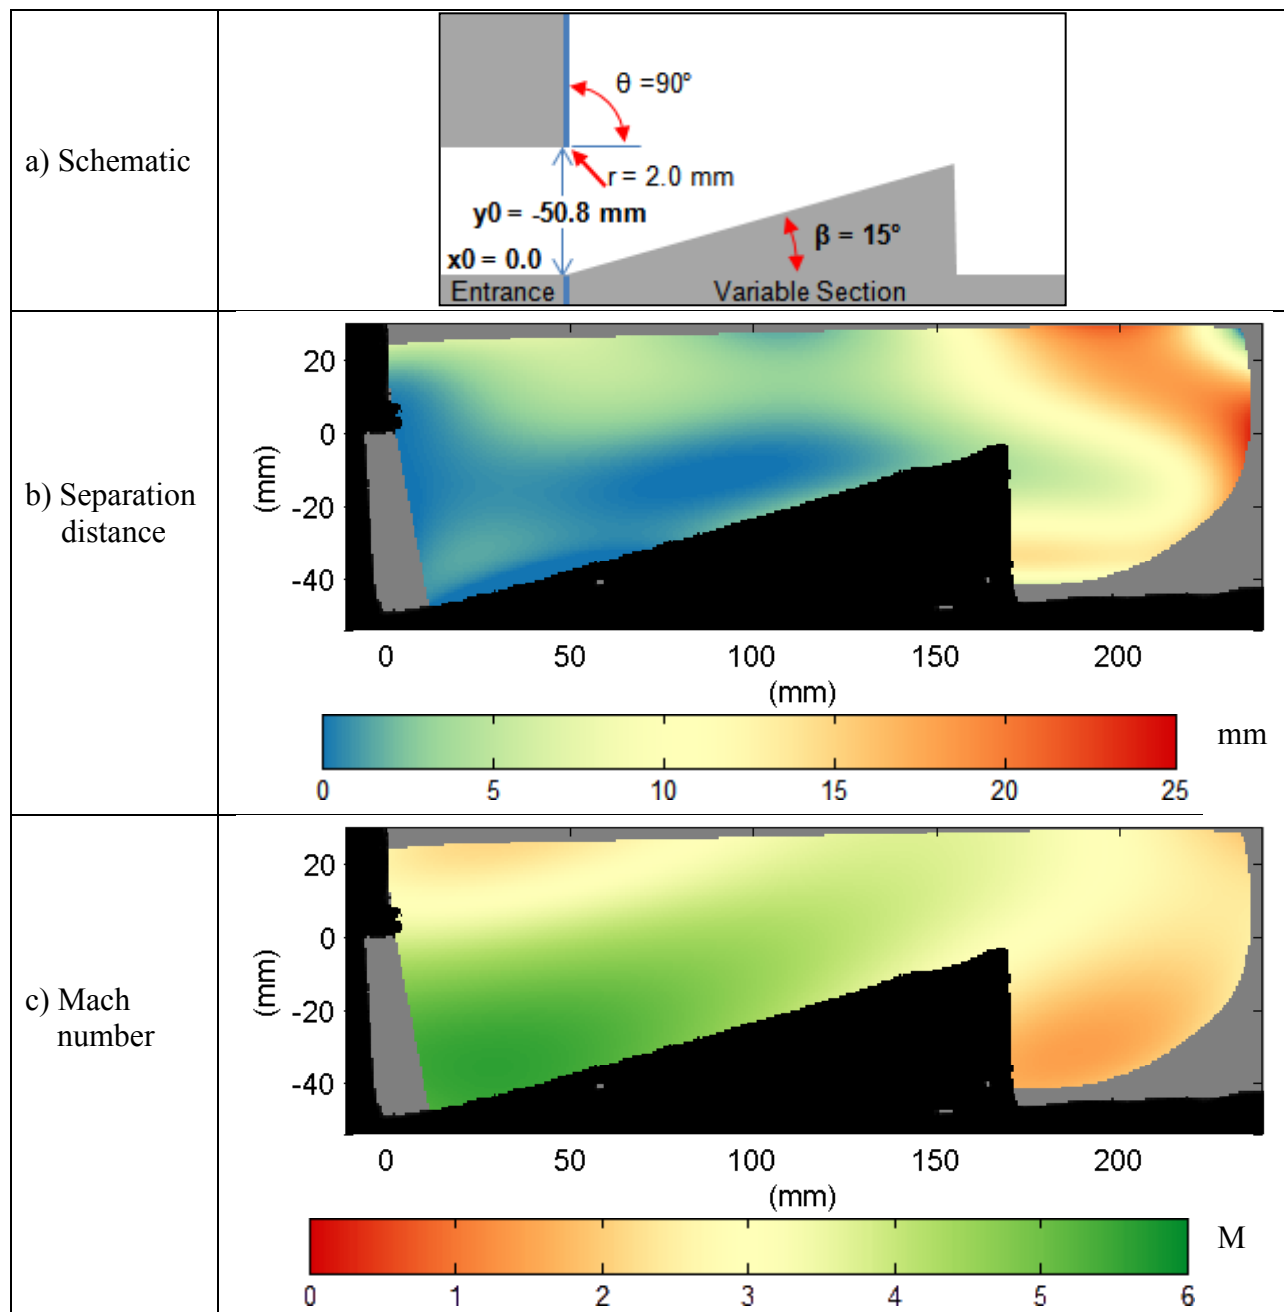 a) Schematic
θ =90°
r = 2.0 mm
y0 = -50.8 mm
x0 = 0.0
β = 15°
Entrance
Variable Section
b) Separation
distance
20
0
-20
-40
(mm)
0 50 100 150 200
(mm)
mm
0 5 10 15 20 25
c) Mach
number
20
0
-20
-40
(mm)
0 50 100 150 200
(mm)
M
0 1 2 3 4 5 6